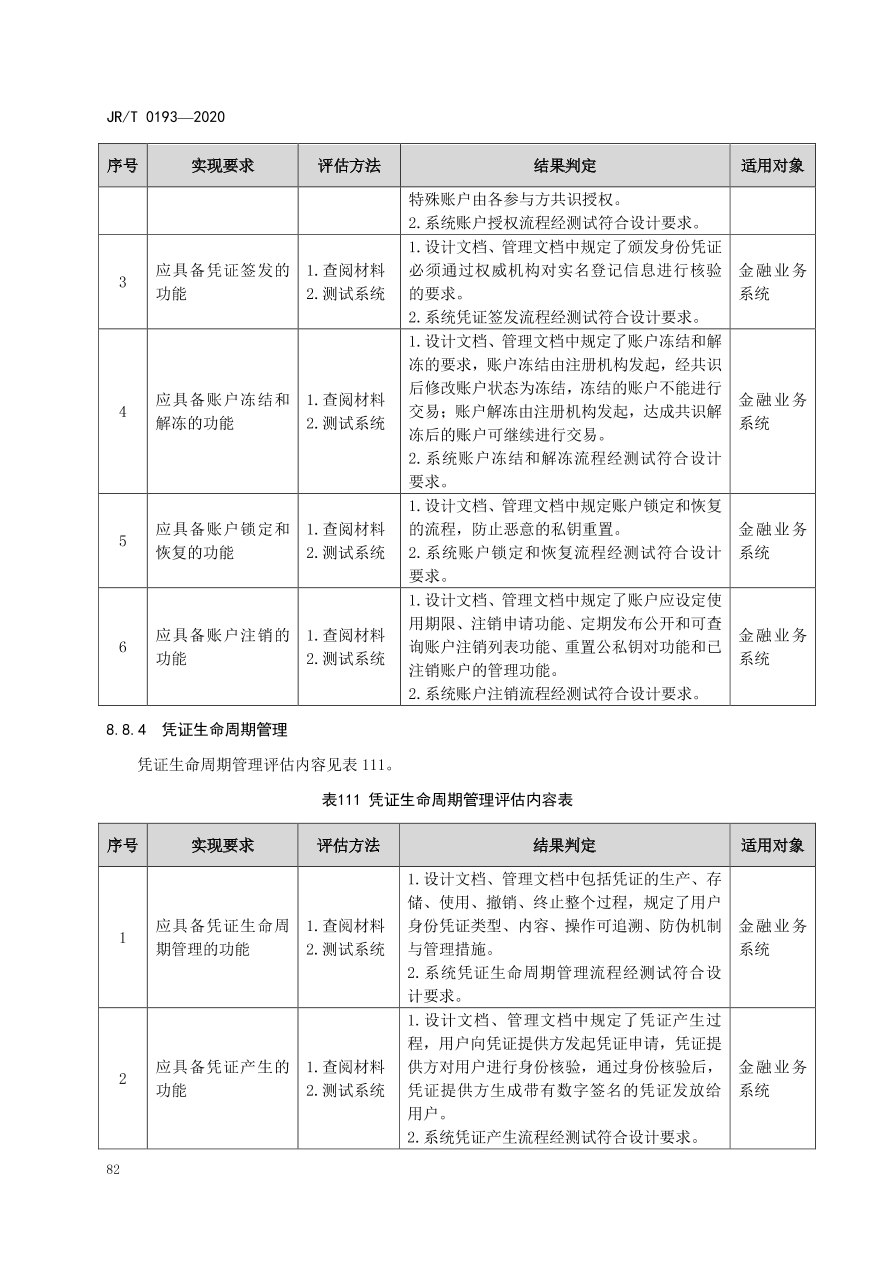 JR/T 0193—2020
序号 实现要求 评估方法 结果判定 适用对象
特殊账户由各参与方共识授权。
2.系统账户授权流程经测试符合设计要求。
3
应具备凭证签发的
功能
1.查阅材料
2.测试系统
1.设计文档、管理文档中规定了颁发身份凭证
必须通过权威机构对实名登记信息进行核验
的要求。
2.系统凭证签发流程经测试符合设计要求。
金融业务
系统
4
应具备账户冻结和
解冻的功能
1.查阅材料
2.测试系统
1.设计文档、管理文档中规定了账户冻结和解
冻的要求，账户冻结由注册机构发起，经共识
后修改账户状态为冻结，冻结的账户不能进行
交易；账户解冻由注册机构发起，达成共识解
冻后的账户可继续进行交易。
2.系统账户冻结和解冻流程经测试符合设计
要求。
金融业务
系统
5
应具备账户锁定和
恢复的功能
1.查阅材料
2.测试系统
1.设计文档、管理文档中规定账户锁定和恢复
的流程，防止恶意的私钥重置。
2.系统账户锁定和恢复流程经测试符合设计
要求。
金融业务
系统
6
应具备账户注销的
功能
1.查阅材料
2.测试系统
1.设计文档、管理文档中规定了账户应设定使
用期限、注销申请功能、定期发布公开和可查
询账户注销列表功能、重置公私钥对功能和已
注销账户的管理功能。
2.系统账户注销流程经测试符合设计要求。
金融业务
系统
8.8.4 凭证生命周期管理
凭证生命周期管理评估内容见表 111。
表111 凭证生命周期管理评估内容表
序号 实现要求 评估方法 结果判定 适用对象
1
应具备凭证生命周
期管理的功能
1.查阅材料
2.测试系统
1.设计文档、管理文档中包括凭证的生产、存
储、使用、撤销、终止整个过程，规定了用户
身份凭证类型、内容、操作可追溯、防伪机制
与管理措施。
2.系统凭证生命周期管理流程经测试符合设
计要求。
金融业务
系统
2
应具备凭证产生的
功能
1.查阅材料
2.测试系统
1.设计文档、管理文档中规定了凭证产生过
程，用户向凭证提供方发起凭证申请，凭证提
供方对用户进行身份核验，通过身份核验后，
凭证提供方生成带有数字签名的凭证发放给
用户。
2.系统凭证产生流程经测试符合设计要求。
金融业务
系统
82